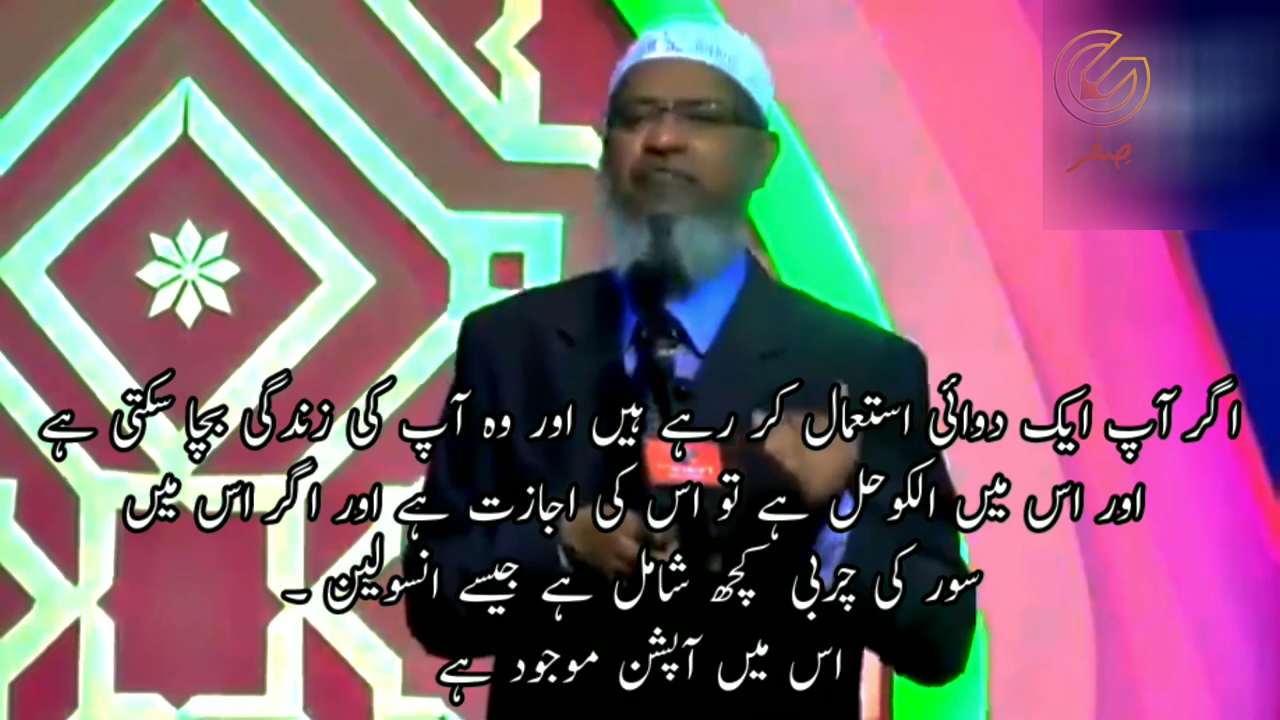 صفر
اگر آپ ایک دوائی استعمال کر رہے ہیں اور وہ آپ کی زندگی بچا سکتی ہے
اور اس میں الکوحل ہے تو اس کی اجازت ہے اور اگر اس میں
سور کی چربی کچھ شامل ہے جیسے انسولین ۔
اس میں آپشن موجود ہے